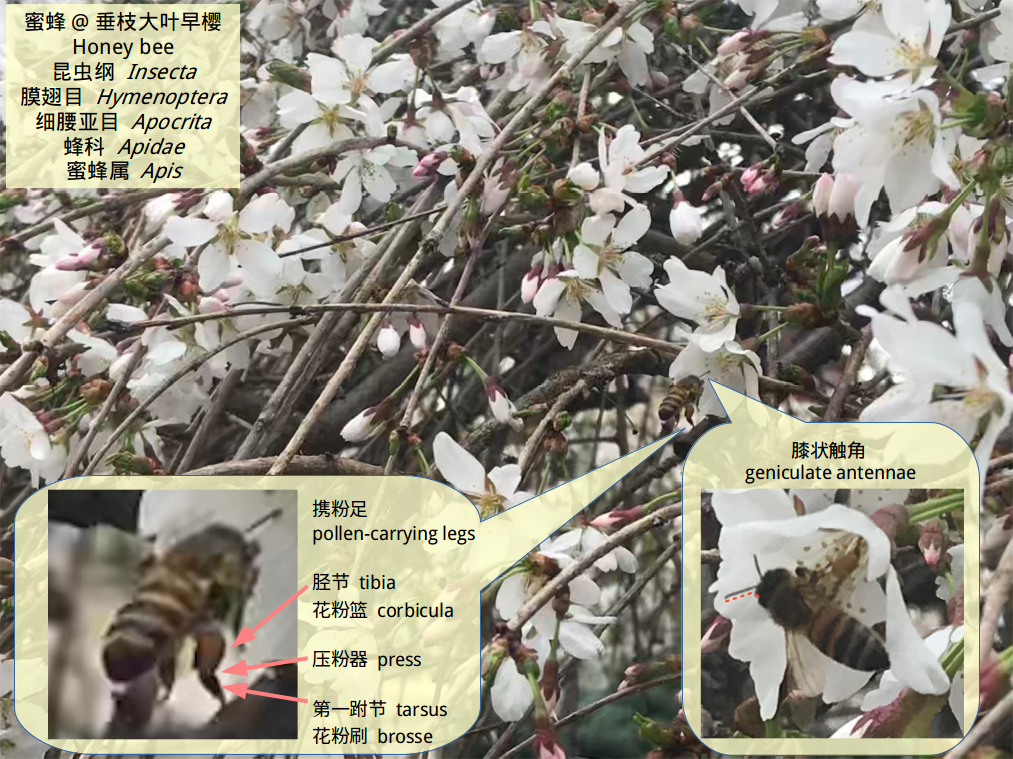 蜜蜂 @ 垂枝大叶早樱
Honey bee
昆虫纲 Insecta
膜翅目 Hymenoptera
细腰亚目 Apocrita
蜂科 Apidae
蜜蜂属 Apis
膝状触角
geniculate antennae
携粉足
pollen-carrying legs
胫节 tibia
花粉篮 corbicula
压粉器 press
第一跗节 tarsus
花粉刷 brosse